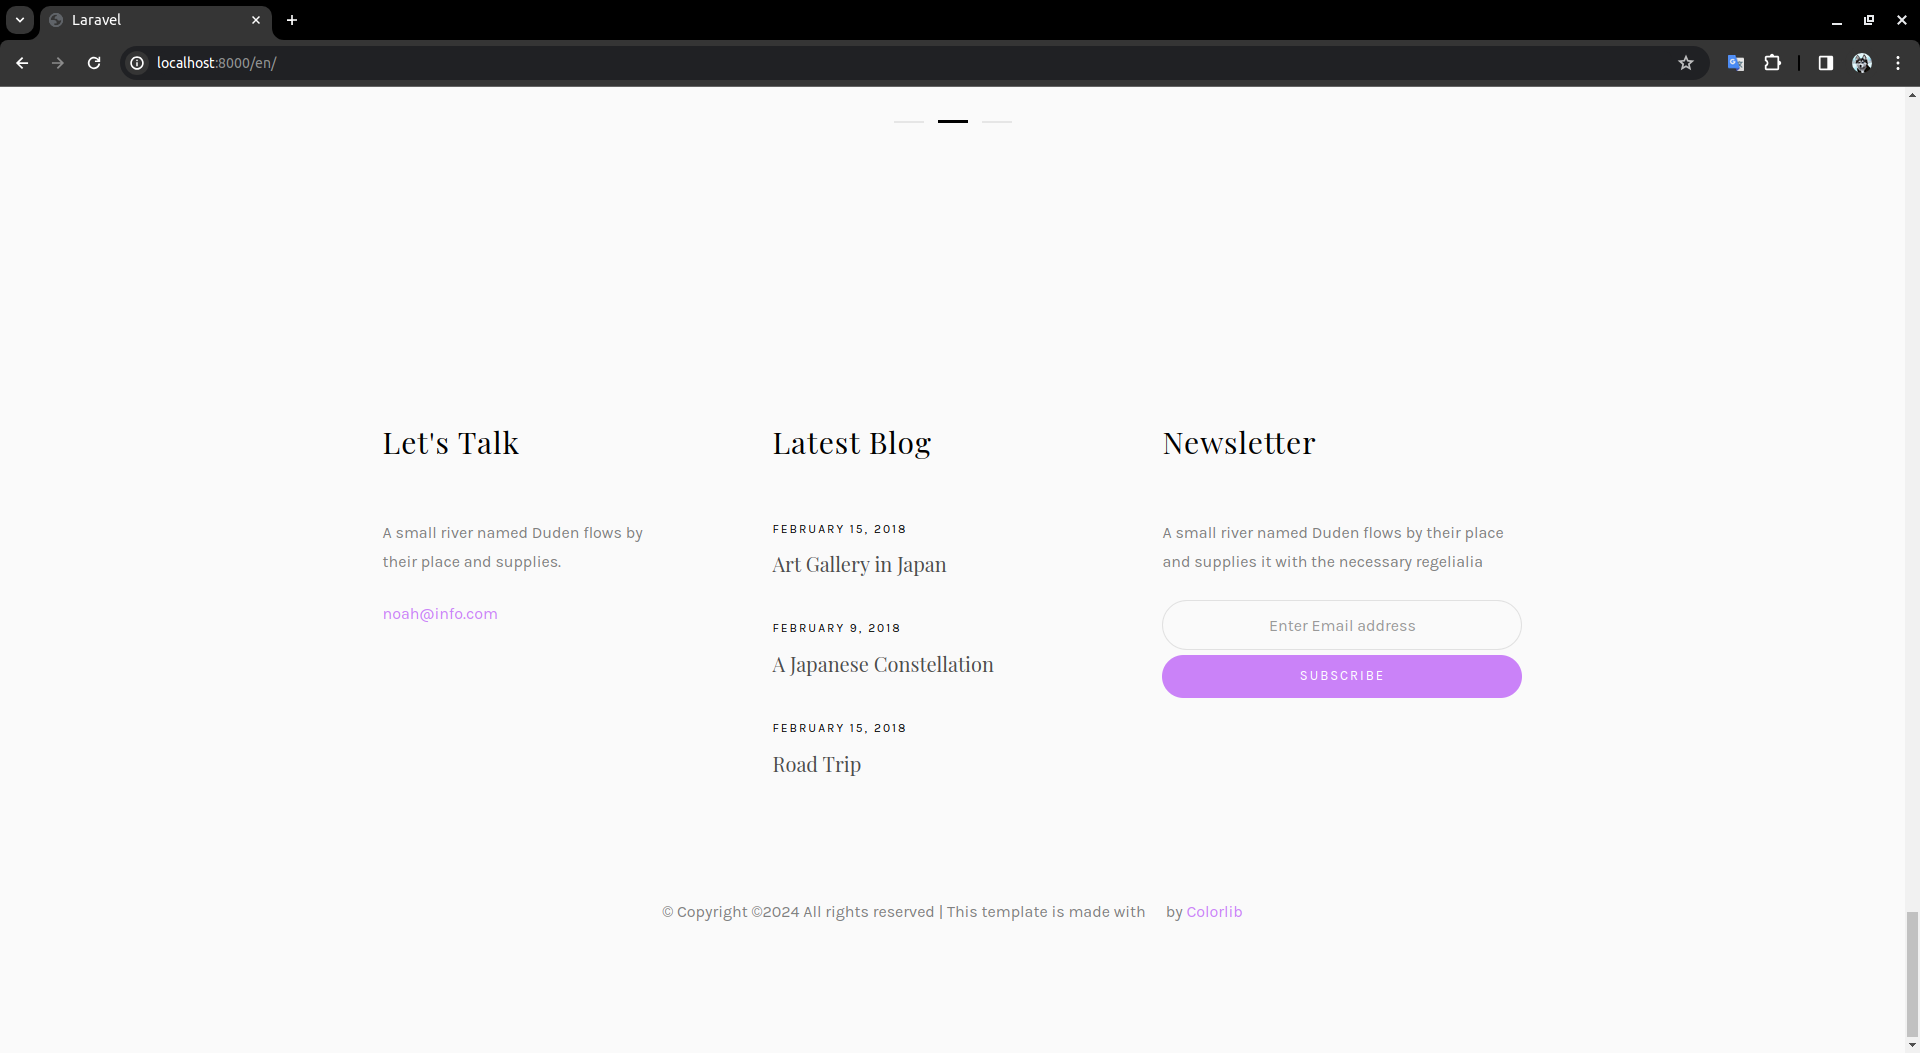 Laravel
localhost:8000/en/
Let's Talk
A small river named Duden flows by
their place and supplies.
noah@info.com
Latest Blog
FEBRUARY 15, 2018
Art Gallery in Japan
FEBRUARY 9, 2018
A Japanese Constellation
FEBRUARY 15, 2018
Road Trip
Newsletter
A small river named Duden flows by their place
and supplies it with the necessary regelialia
Enter Email address
SUBSCRIBE
© Copyright ©2024 All rights reserved | This template is made with by Colorlib